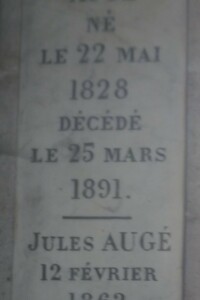 NÉ
LE 22 MAI
1828
DÉCÉDÉ
LE 25 MARS
1891.
JULES AUGÉ
12 FÉVRIER